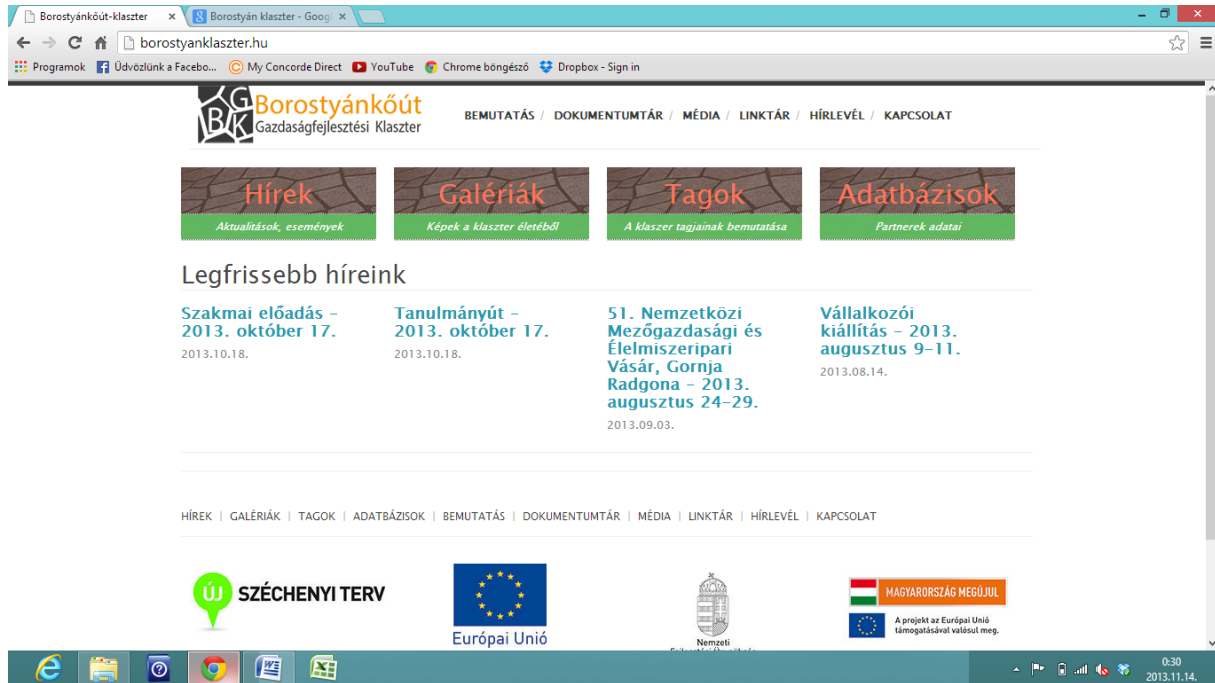 Borostyánkőút-klaszter
Borostyán klaszter - Googl
borostyanklaszter.hu
Programok Üdvözlünk a Facebo... My Concorde Direct YouTube Chrome böngésző Dropbox - Sign in
GBK
Borostyánkőút
Gazdaságfejlesztési Klaszter
BEMUTATÁS / DOKUMENTUMTÁR / MÉDIA / LINKTÁR / HÍRLEVÉL / KAPCSOLAT
Hírek
Aktualitások, események
Galériák
Képek a klaszter életéből
Tagok
A klaszer tagjainak bemutatása
Adatbázisok
Partnerek adatai
Legfrissebb híreink
Szakmai előadás –
2013. október 17.
2013.10.18.
Tanulmányút –
2013. október 17.
2013.10.18.
51. Nemzetközi
Mezőgazdasági és
Élelmiszeripari
Vásár, Gornja
Radgona – 2013.
augusztus 24–29.
2013.09.03.
Vállalkozói
kiállítás – 2013.
augusztus 9–11.
2013.08.14.
HÍREK | GALÉRIÁK | TAGOK | ADATBÁZISOK | BEMUTATÁS | DOKUMENTUMTÁR | MÉDIA | LINKTÁR | HÍRLEVÉL | KAPCSOLAT
ÚJ SZÉCHENYI TERV
Európai Unió
Nemzeti
MAGYARORSZÁG MEGÚJUL
A projekt az Európai Unió
támogatásával valósul meg.
0:30
2013.11.14.